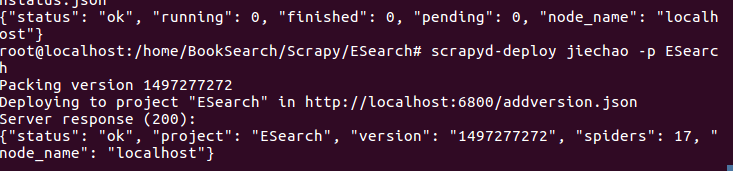 nstatus.json
{"status": "ok", "running": 0, "finished": 0, "pending": 0, "node_name": "localh
ost"}
root@localhost:/home/BookSearch/Scrapy/ESearch# scrapyd-deploy jiechao -p ESearc
h
Packing version 1497277272
Deploying to project "ESearch" in http://localhost:6800/addversion.json
Server response (200):
{"status": "ok", "project": "ESearch", "version": "1497277272", "spiders": 17, "
node_name": "localhost"}